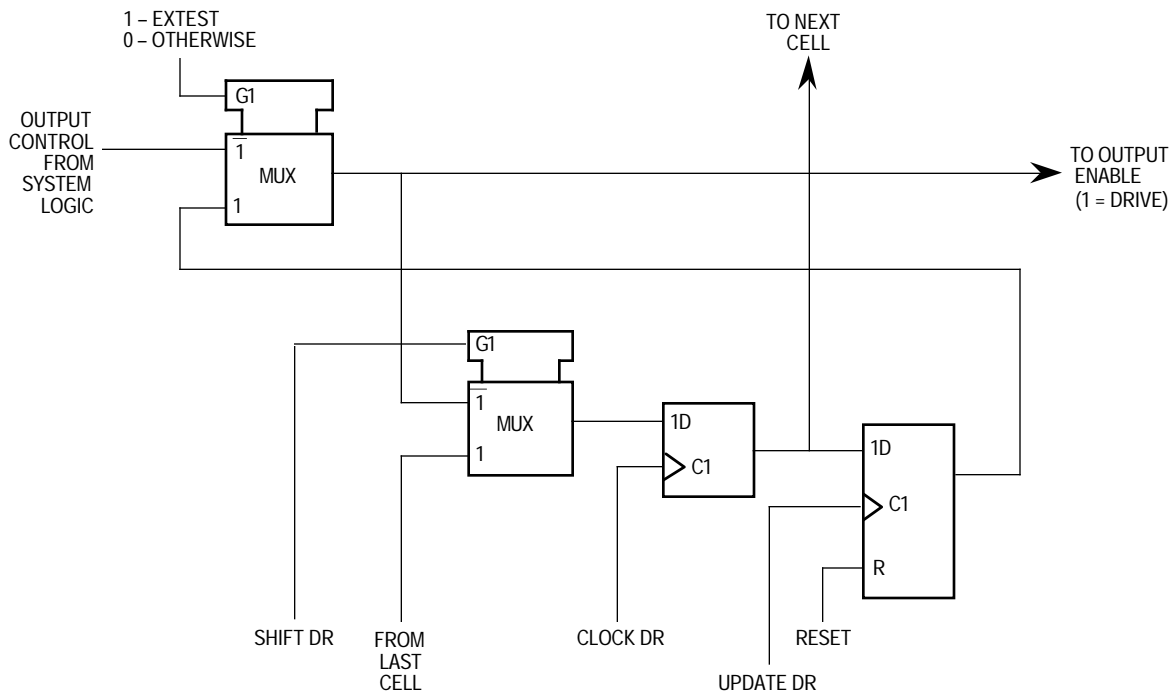 1 – EXTEST
0 – OTHERWISE
TO NEXT
CELL
G1
OUTPUT
CONTROL
FROM
SYSTEM
LOGIC
1
MUX
1
TO OUTPUT
ENABLE
(1 = DRIVE)
G1
1
MUX
1
1D
C1
1D
C1
R
SHIFT DR
FROM
LAST
CELL
CLOCK DR
UPDATE DR
RESET